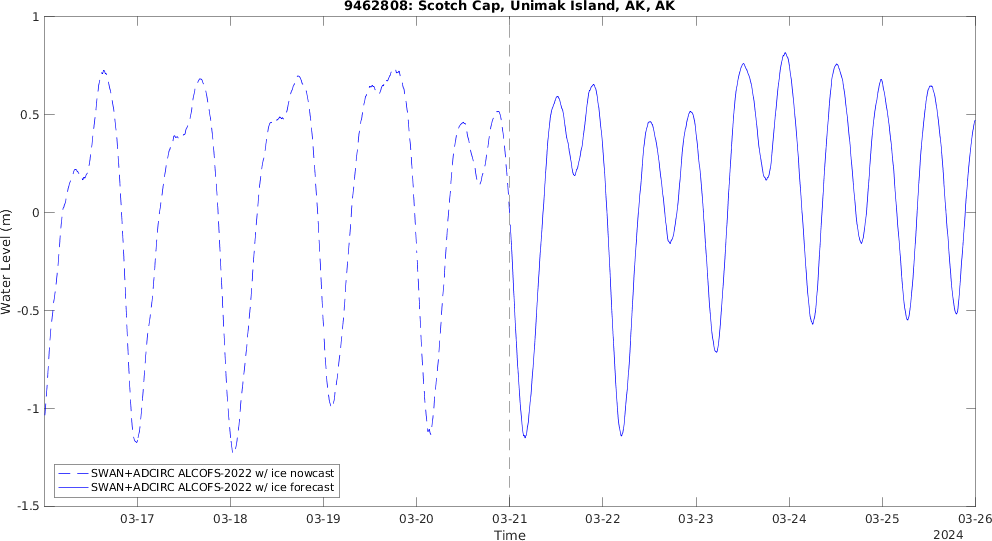 9462808: Scotch Cap, Unimak Island, AK, AK
1
0.5
0
-0.5
-1
-1.5
Water Level (m)
SWAN+ADCIRC ALCOFS-2022 w/ ice nowcast
SWAN+ADCIRC ALCOFS-2022 w/ ice forecast
03-17 03-18 03-19 03-20 03-21 03-22 03-23 03-24 03-25 03-26
Time
2024